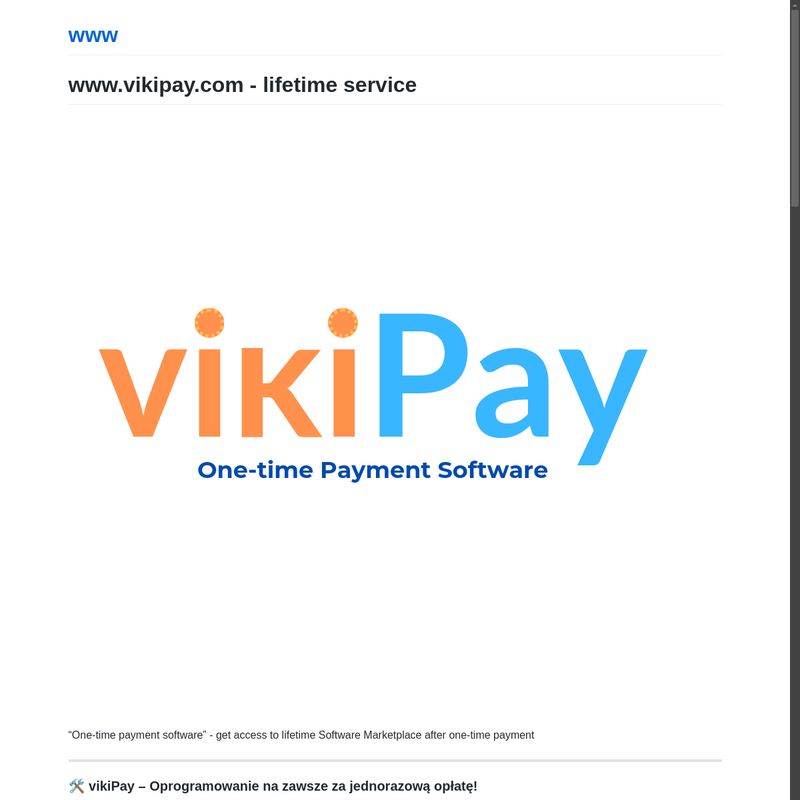 www
www.vikipay.com - lifetime service
vikiPay
One-time Payment Software
“One-time payment software” - get access to lifetime Software Marketplace after one-time payment
🛠️ vikiPay – Oprogramowanie na zawsze za jednorazową opłatę!